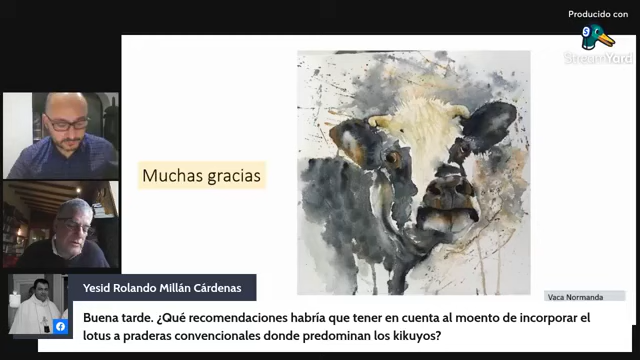 Producido con
StreamYard
Muchas gracias
Vaca Normanda
Yesid Rolando Millán Cárdenas
Buena tarde. ¿Qué recomendaciones habría que tener en cuenta al moento de incorporar el
lotus a praderas convencionales donde predominan los kikuyos?